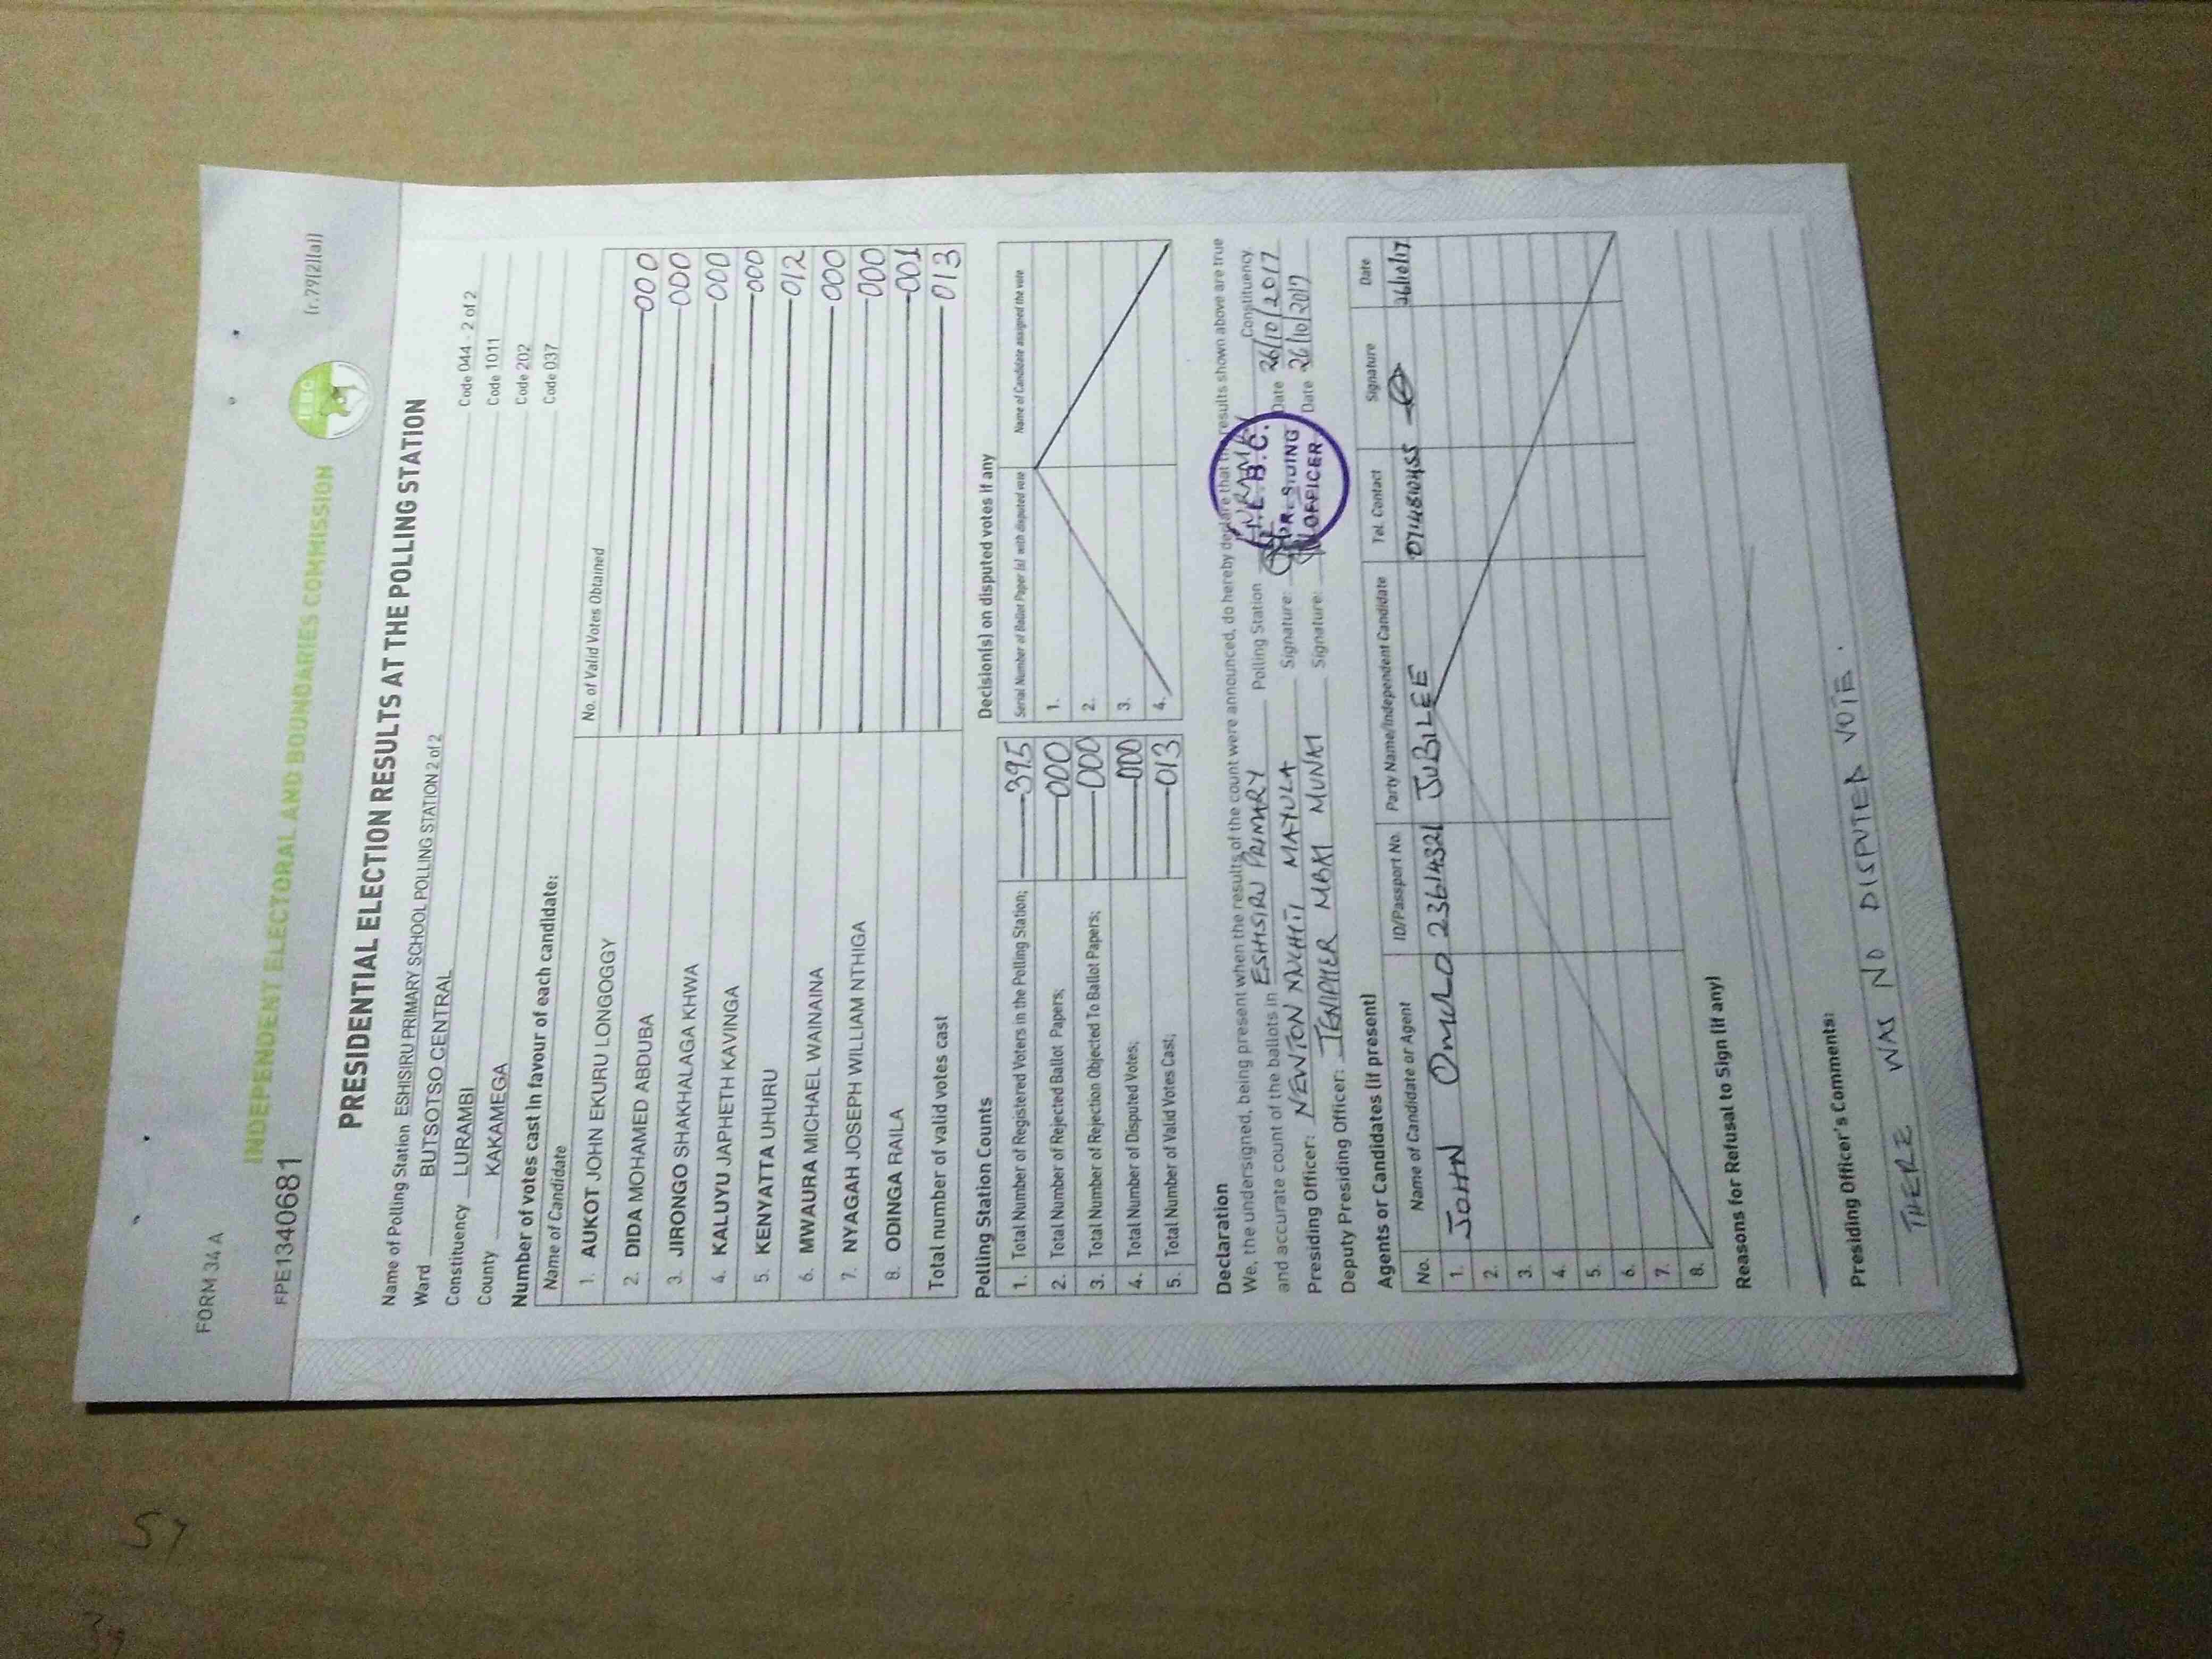 FORM 34 A
(r.79(2)(a))
FPE1340681
INDEPENDENT ELECTORAL AND BOUNDARIES COMMISSION
IEBC
PRESIDENTIAL ELECTION RESULTS AT THE POLLING STATION
Name of Polling Station ESHISIRU PRIMARY SCHOOL POLLING STATION 2 of 2 Code 044 - 2 of 2
Ward BUTSOTSO CENTRAL Code 1011
Constituency LURAMBI Code 202
County KAKAMEGA Code 037
Number of votes cast in favour of each candidate:
Name of Candidate No. of Valid Votes Obtained
1. AUKOT JOHN EKURU LONGOGGY 000
2. DIDA MOHAMED ABDUBA 000
3. JIRONGO SHAKHALAGA KHWA 000
4. KALUYU JAPHETH KAVINGA 000
5. KENYATTA UHURU 012
6. MWAURA MICHAEL WAINAINA 000
7. NYAGAH JOSEPH WILLIAM NTHIGA 000
8. ODINGA RAILA 001
Total number of valid votes cast 013
Polling Station Counts
1. Total Number of Registered Voters in the Polling Station; 395
2. Total Number of Rejected Ballot Papers; 000
3. Total Number of Rejection Objected To Ballot Papers; 000
4. Total Number of Disputed Votes; 000
5. Total Number of Valid Votes Cast; 013
Decision(s) on disputed votes if any
Serial Number of Ballot Paper (s) with disputed vote Name of Candidate assigned the vote
1.
2.
3.
4.
Declaration
We, the undersigned, being present when the results of the count were announced, do hereby declare that the results shown above are true
and accurate count of the ballots in ESHISIRU PRIMARY Polling Station LURAMBI Constituency.
Presiding Officer: NEWTON MATULA Signature: Date 26/10/2017
Deputy Presiding Officer: JENIPHER MBAKI MUNAI Signature: Date 26/10/2017
I.E.B.C.
PRESIDING
OFFICER
Agents or Candidates (if present)
No. Name of Candidate or Agent ID/Passport No. Party Name/Independent Candidate Tel. Contact Signature Date
1. JOHN OMULO 23614321 JUBILEE 0714810455 26/10/17
2.
3.
4.
5.
6.
7.
8.
Reasons for Refusal to Sign (if any)
Presiding Officer's Comments:
THERE WAS NO DISPUTED VOTE.
57